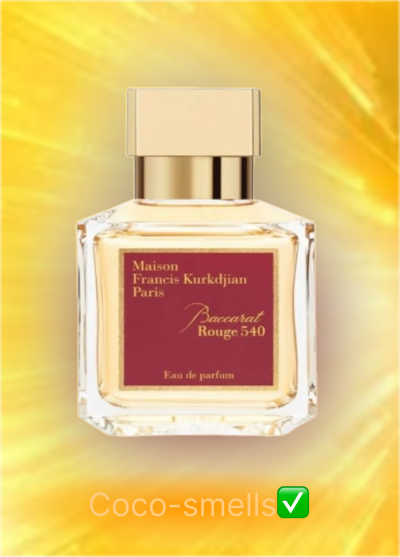 Maison
Francis Kurkdjian
Paris
Baccarat
Rouge 540
Eau de parfum
Coco-smells✅